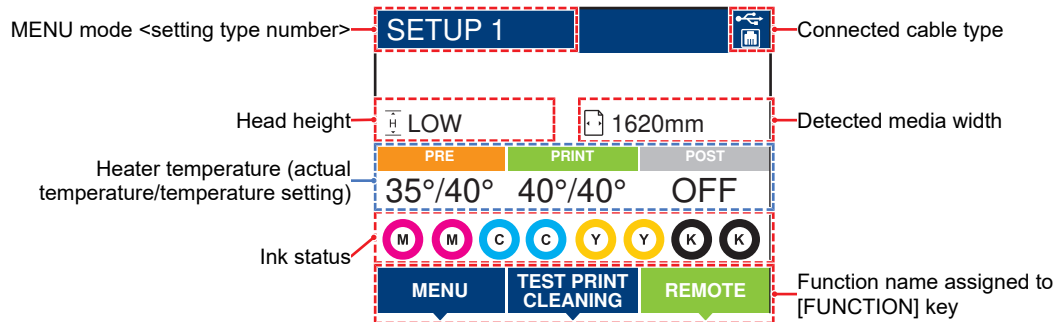 MENU mode <setting type number>
SETUP 1
Connected cable type
Head height
H LOW
1620mm
Detected media width
Heater temperature (actual
temperature/temperature setting)
PRE
PRINT
POST
35°/40°
40°/40°
OFF
Ink status
M M C C Y Y K K
MENU
TEST PRINT
CLEANING
REMOTE
Function name assigned to
[FUNCTION] key